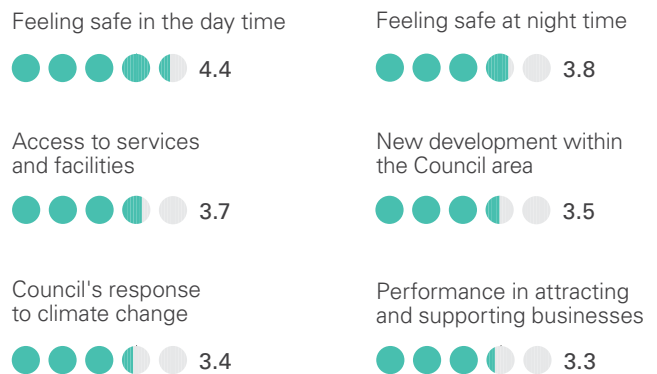 Feeling safe in the day time
4.4
Feeling safe at night time
3.8
Access to services
and facilities
3.7
New development within
the Council area
3.5
Council's response
to climate change
3.4
Performance in attracting
and supporting businesses
3.3